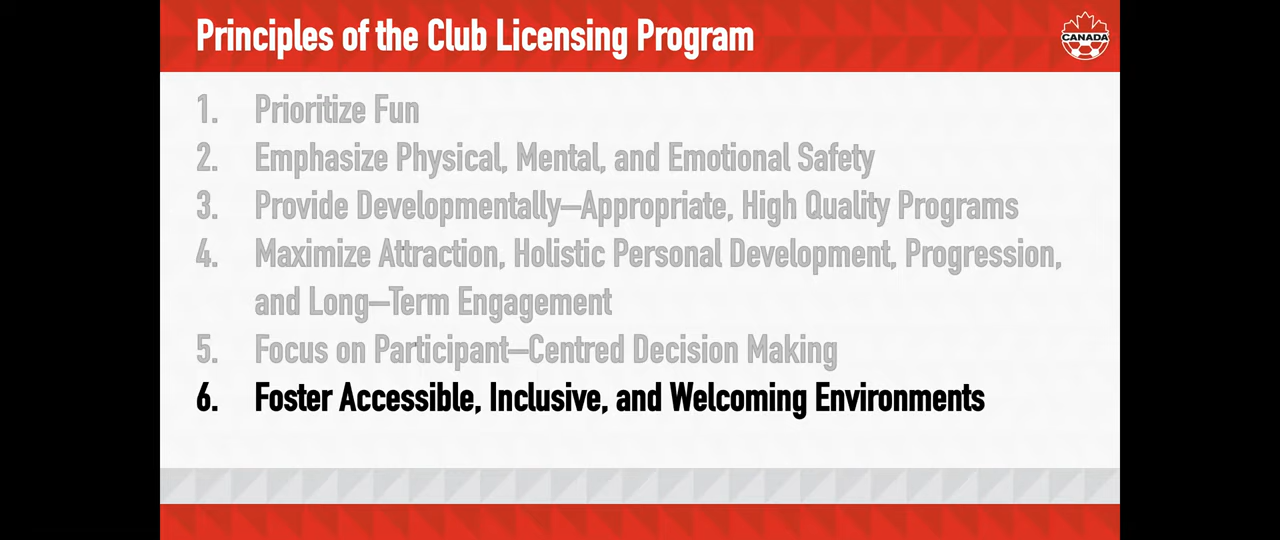 Principles of the Club Licensing Program
CANADA
1. Prioritize Fun
2. Emphasize Physical, Mental, and Emotional Safety
3. Provide Developmentally–Appropriate, High Quality Programs
4. Maximize Attraction, Holistic Personal Development, Progression,
and Long–Term Engagement
5. Focus on Participant–Centred Decision Making
6. Foster Accessible, Inclusive, and Welcoming Environments